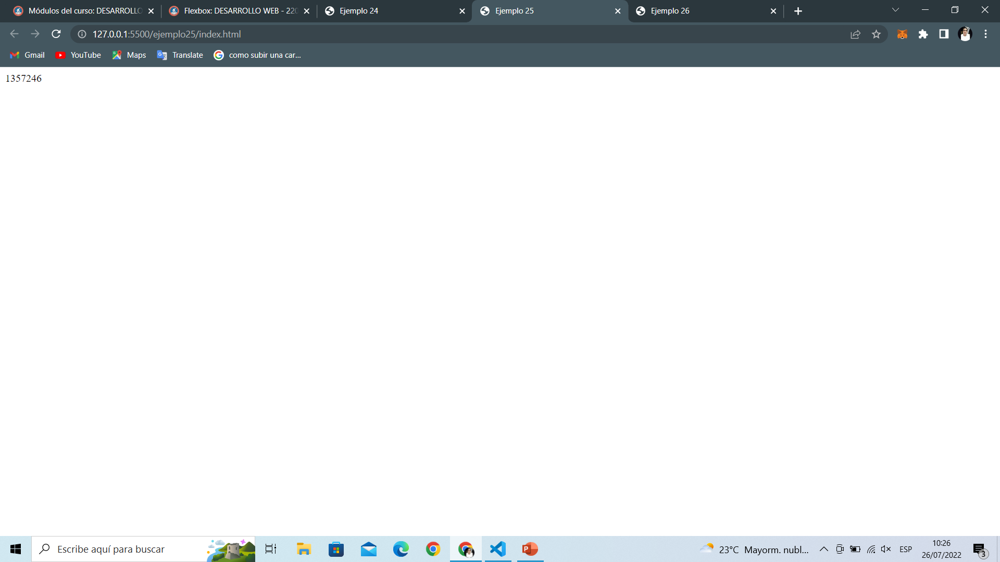 Módulos del curso: DESARROLLO
Flexbox: DESARROLLO WEB - 220
Ejemplo 24
Ejemplo 25
Ejemplo 26
127.0.0.1:5500/ejemplo25/index.html
Gmail
YouTube
Maps
Translate
como subir una car...
1357246
Escribe aquí para buscar
23°C Mayorm. nubl...
ESP
10:26
26/07/2022
3